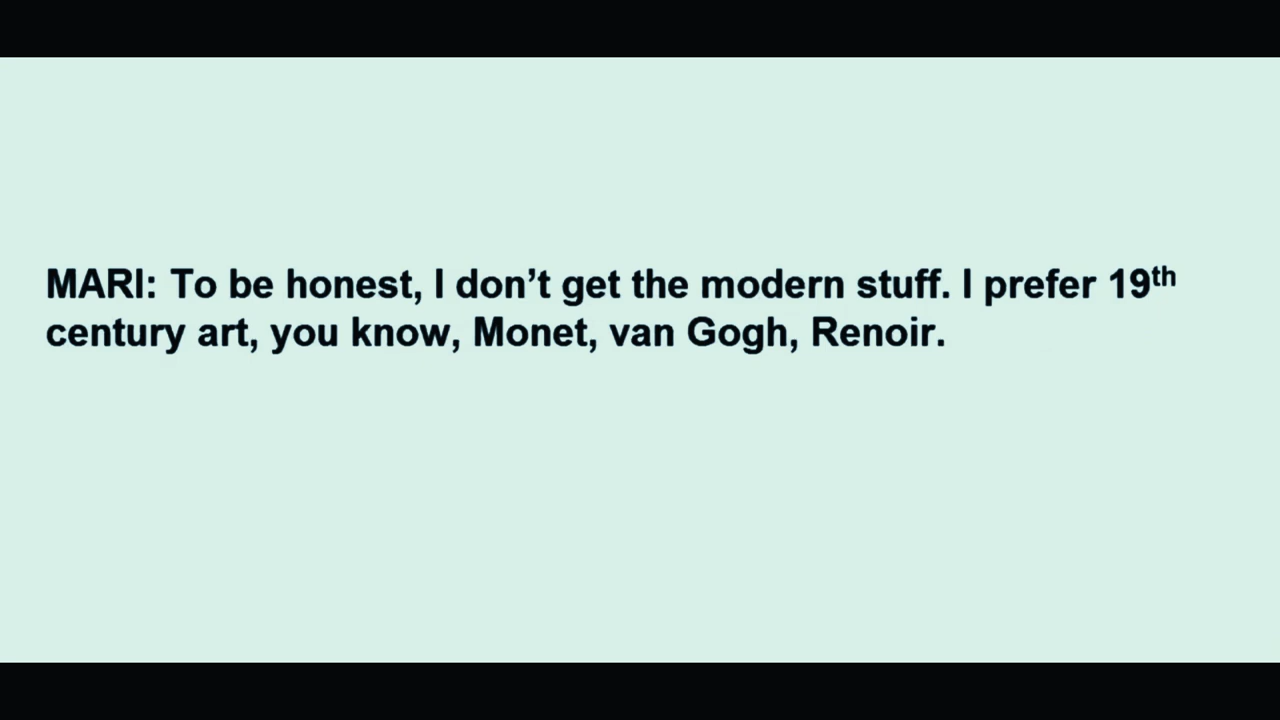 MARI: To be honest, I don’t get the modern stuff. I prefer 19th
century art, you know, Monet, van Gogh, Renoir.